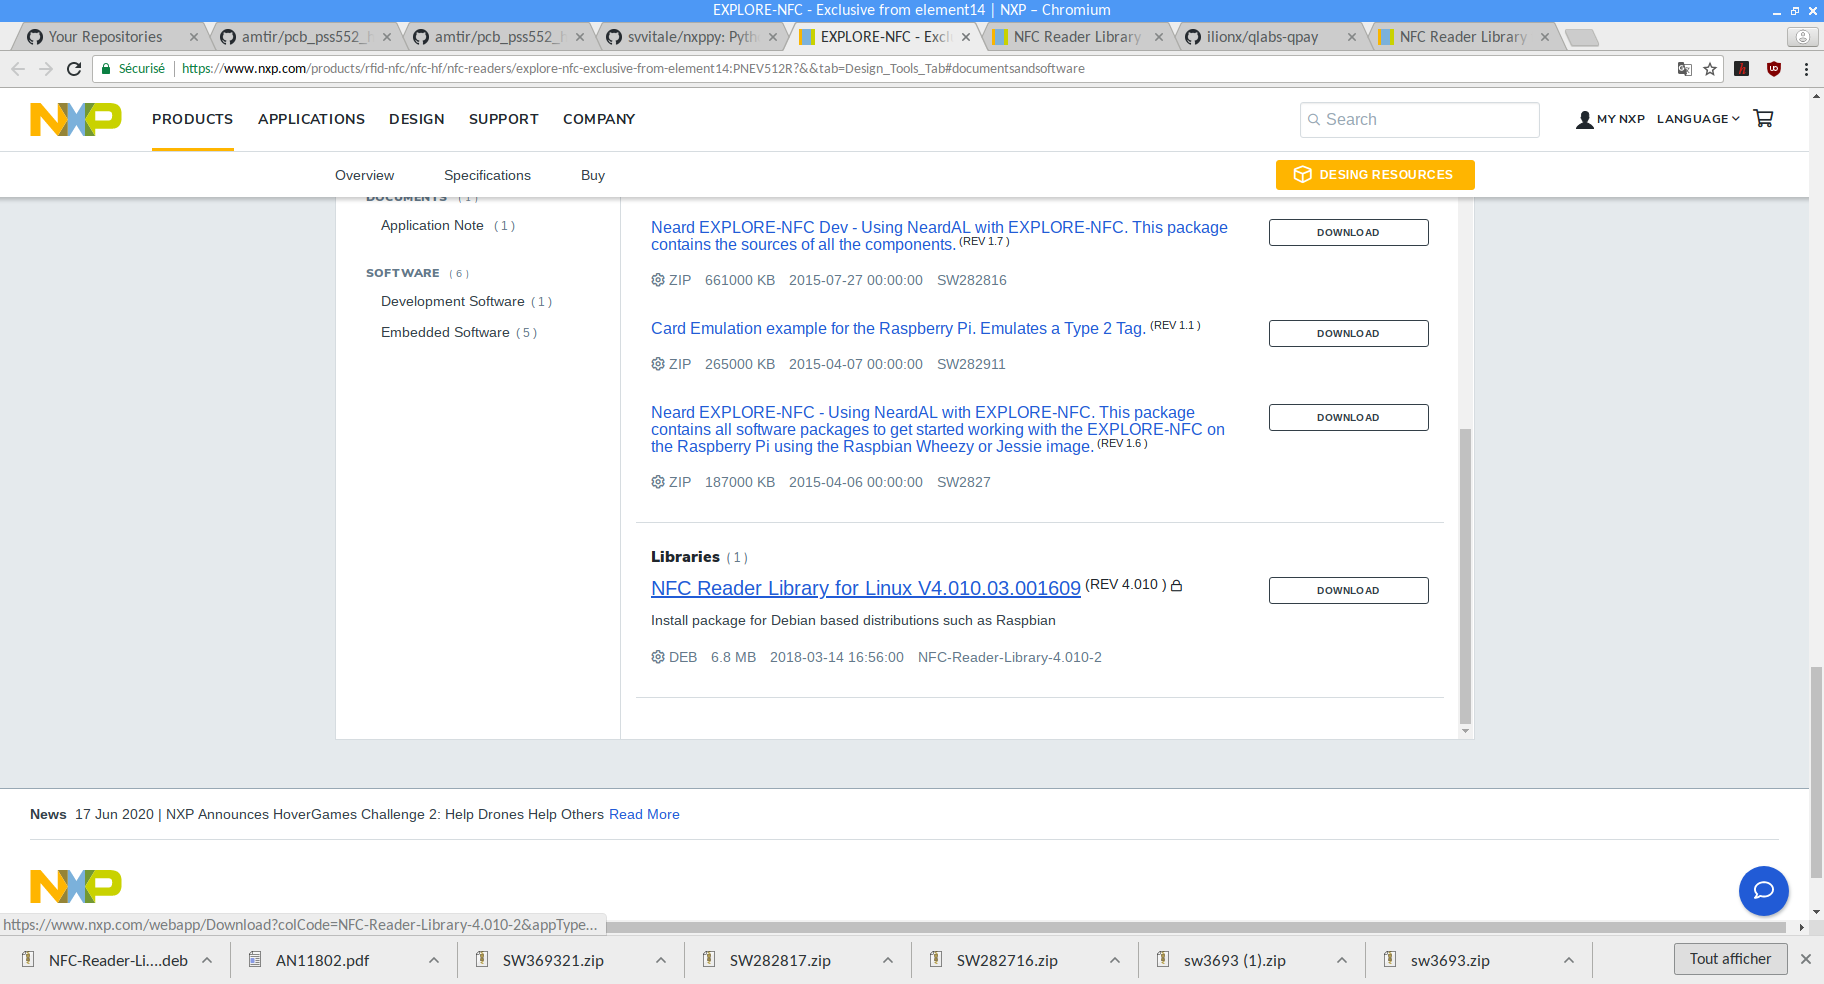 EXPLORE-NFC - Exclusive from element14 | NXP – Chromium
Your Repositories
amtir/pcb_pss552_
amtir/pcb_pss552_
svvitale/nxppy: Pyth
EXPLORE-NFC - Excl
NFC Reader Library
ilionx/qlabs-qpay
NFC Reader Library
Sécurisé
https://www.nxp.com/products/rfid-nfc/nfc-hf/nfc-readers/explore-nfc-exclusive-from-element14:PNEV512R?&&tab=Design_Tools_Tab#documentsandsoftware
NXP
PRODUCTS
APPLICATIONS
DESIGN
SUPPORT
COMPANY
Search
MY NXP
LANGUAGE
Overview
Specifications
Buy
DESING RESOURCES
DOCUMENTS ( 1 )
Application Note ( 1 )
SOFTWARE ( 6 )
Development Software ( 1 )
Embedded Software ( 5 )
Neard EXPLORE-NFC Dev - Using NeardAL with EXPLORE-NFC. This package
contains the sources of all the components. (REV 1.7 )
DOWNLOAD
ZIP 661000 KB 2015-07-27 00:00:00 SW282816
Card Emulation example for the Raspberry Pi. Emulates a Type 2 Tag. (REV 1.1 )
DOWNLOAD
ZIP 265000 KB 2015-04-07 00:00:00 SW282911
Neard EXPLORE-NFC - Using NeardAL with EXPLORE-NFC. This package
contains all software packages to get started working with the EXPLORE-NFC on
the Raspberry Pi using the Raspbian Wheezy or Jessie image. (REV 1.6 )
DOWNLOAD
ZIP 187000 KB 2015-04-06 00:00:00 SW2827
Libraries ( 1 )
NFC Reader Library for Linux V4.010.03.001609 (REV 4.010 )
DOWNLOAD
Install package for Debian based distributions such as Raspbian
DEB 6.8 MB 2018-03-14 16:56:00 NFC-Reader-Library-4.010-2
News 17 Jun 2020 | NXP Announces HoverGames Challenge 2: Help Drones Help Others Read More
NXP
https://www.nxp.com/webapp/Download?colCode=NFC-Reader-Library-4.010-2&appType...
NFC-Reader-Li....deb
AN11802.pdf
SW369321.zip
SW282817.zip
SW282716.zip
sw3693 (1).zip
sw3693.zip
Tout afficher